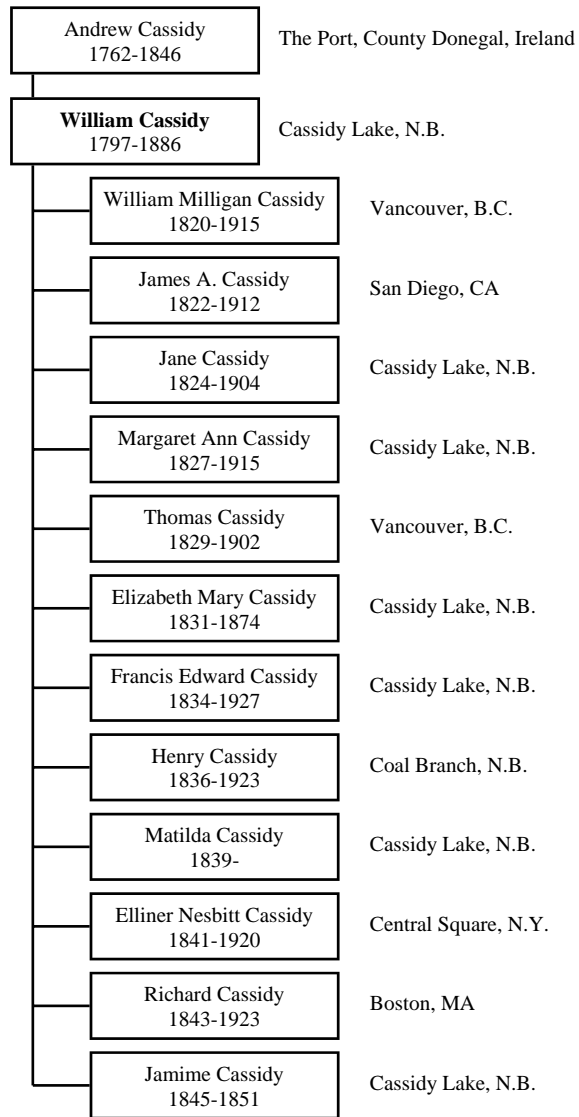 Andrew Cassidy
1762-1846
The Port, County Donegal, Ireland
William Cassidy
1797-1886
Cassidy Lake, N.B.
William Milligan Cassidy
1820-1915
Vancouver, B.C.
James A. Cassidy
1822-1912
San Diego, CA
Jane Cassidy
1824-1904
Cassidy Lake, N.B.
Margaret Ann Cassidy
1827-1915
Cassidy Lake, N.B.
Thomas Cassidy
1829-1902
Vancouver, B.C.
Elizabeth Mary Cassidy
1831-1874
Cassidy Lake, N.B.
Francis Edward Cassidy
1834-1927
Cassidy Lake, N.B.
Henry Cassidy
1836-1923
Coal Branch, N.B.
Matilda Cassidy
1839-
Cassidy Lake, N.B.
Elliner Nesbitt Cassidy
1841-1920
Central Square, N.Y.
Richard Cassidy
1843-1923
Boston, MA
Jamime Cassidy
1845-1851
Cassidy Lake, N.B.